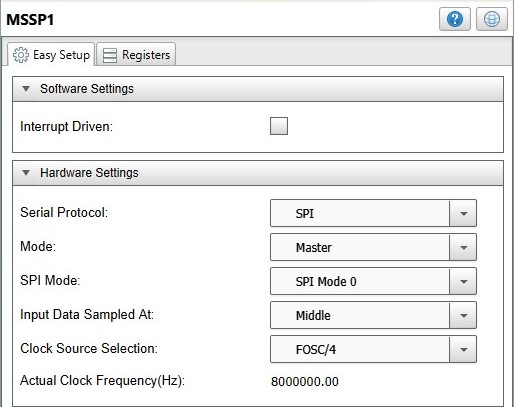 MSSP1
Easy Setup Registers
Software Settings
Interrupt Driven:
Hardware Settings
Serial Protocol: SPI
Mode: Master
SPI Mode: SPI Mode 0
Input Data Sampled At: Middle
Clock Source Selection: FOSC/4
Actual Clock Frequency(Hz): 8000000.00